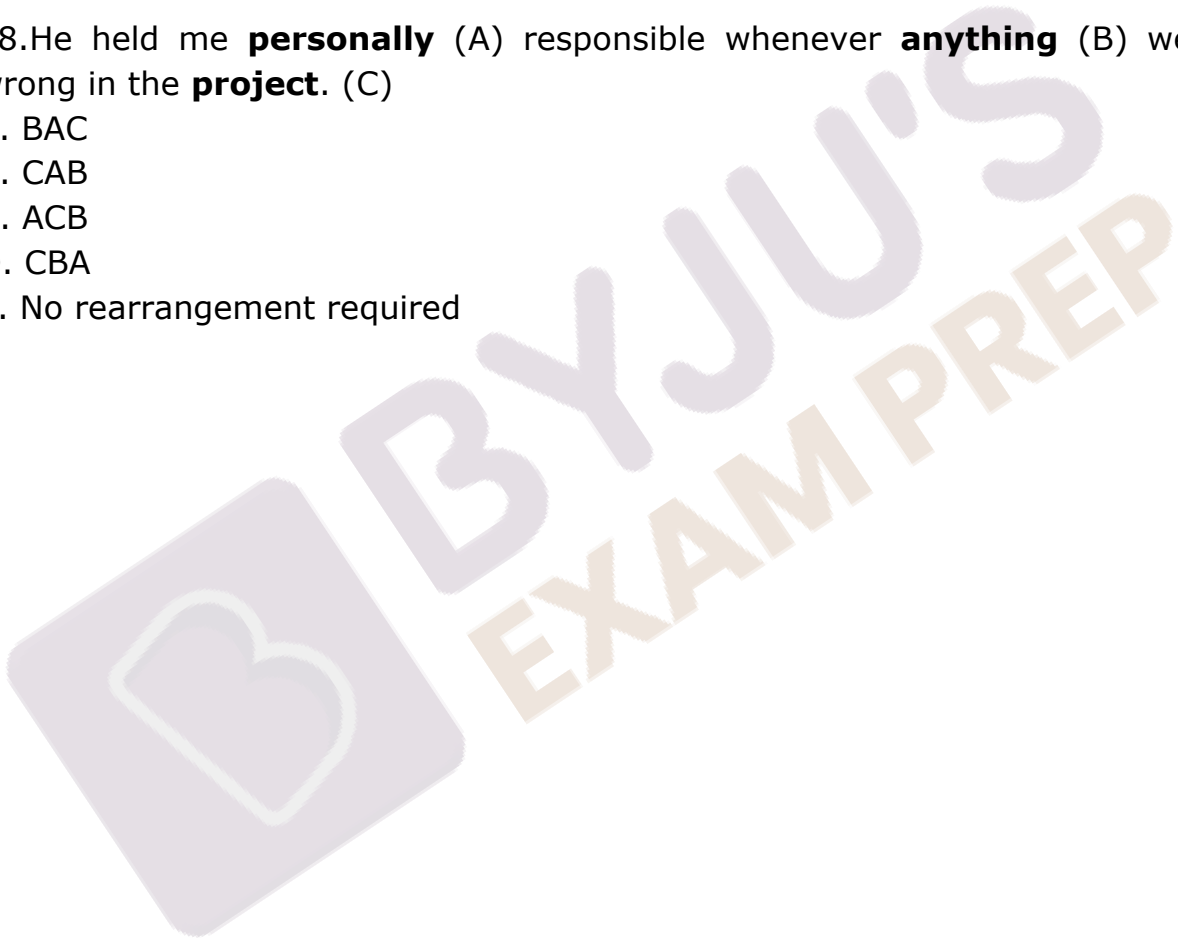 8.He held me personally (A) responsible whenever anything (B) we
wrong in the project. (C)
. BAC
. CAB
. ACB
. CBA
. No rearrangement required
BYJU'S
EXAM PREP